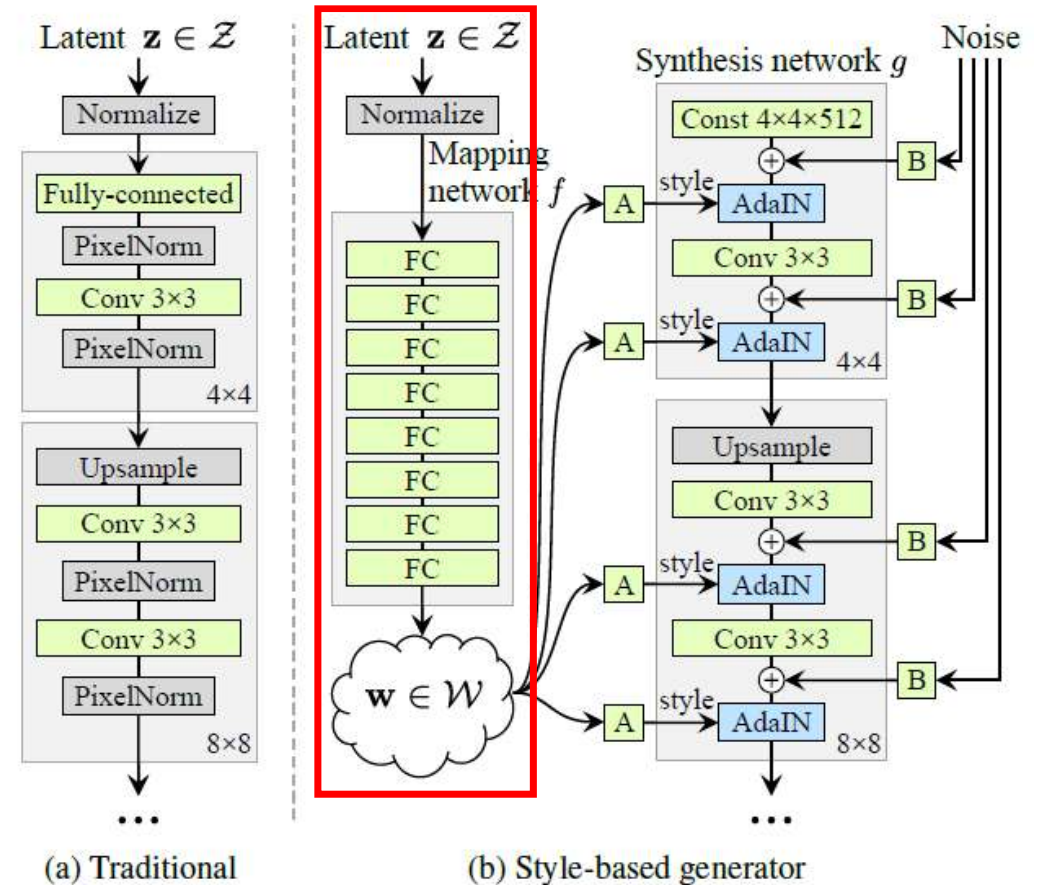 Latent z ∈ 𝒵
Normalize
Fully-connected
PixelNorm
Conv 3×3
PixelNorm
4×4
Upsample
Conv 3×3
PixelNorm
Conv 3×3
PixelNorm
8×8
...
(a) Traditional
Latent z ∈ 𝒵
Normalize
Mapping
network f
FC
FC
FC
FC
FC
FC
FC
FC
w ∈ 𝒲
A
A
A
A
style
style
style
style
Synthesis network g
Const 4×4×512
+
AdaIN
Conv 3×3
+
AdaIN
4×4
Upsample
Conv 3×3
+
AdaIN
Conv 3×3
+
AdaIN
8×8
...
Noise
B
B
B
B
(b) Style-based generator